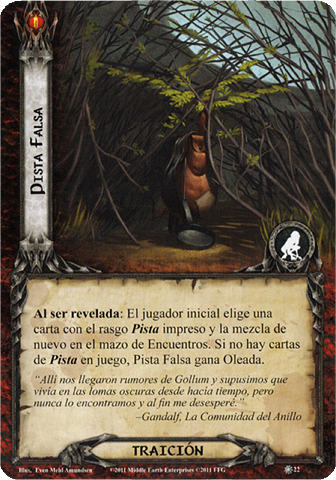 PISTA FALSA
Al ser revelada: El jugador inicial elige una
carta con el rasgo Pista impreso y la mezcla de
nuevo en el mazo de Encuentros. Si no hay cartas
de Pista en juego, Pista Falsa gana Oleada.
“Allí nos llegaron rumores de Gollum y supusimos que
vivía en las lomas oscuras desde hacía tiempo, pero
nunca lo encontramos y al fin me desesperé.”
–Gandalf, La Comunidad del Anillo
TRAICIÓN
Illus. Even Mehl Amundsen
©2011 Middle Earth Enterprises ©2011 FFG
22